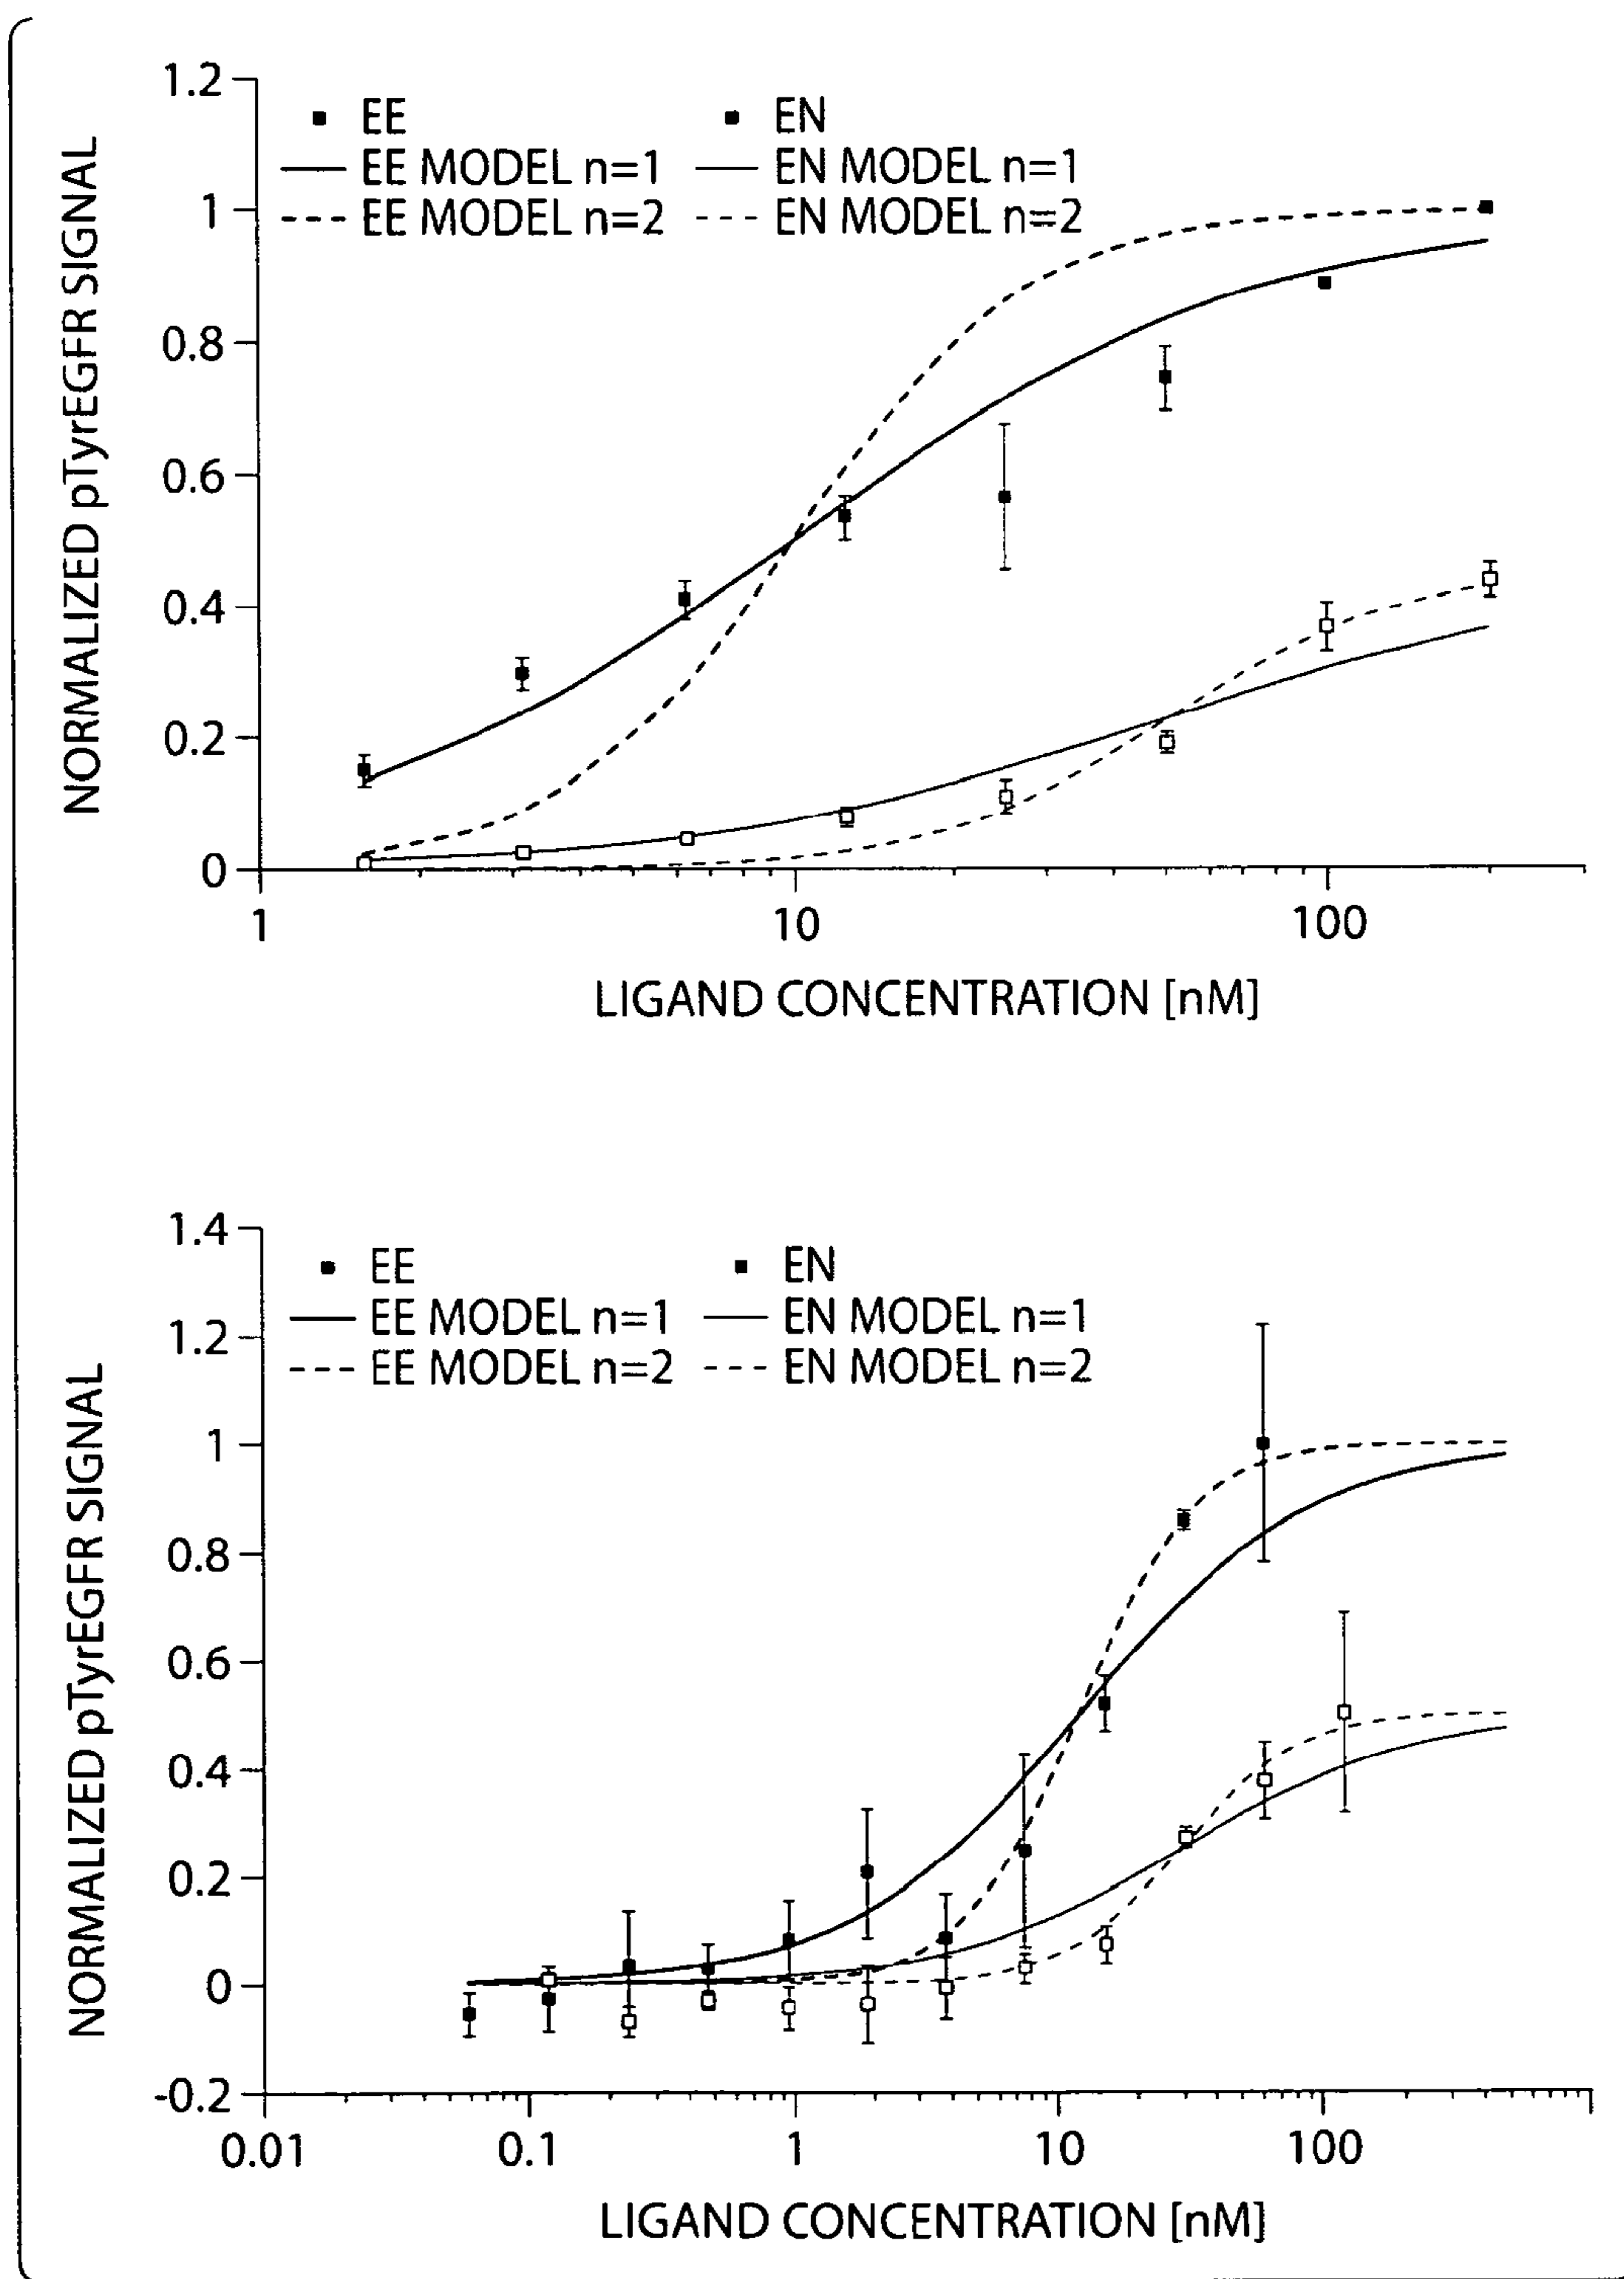 NORMALIZED pTyrEGFR SIGNAL
1.2
1
0.8
0.6
0.4
0.2
0
EE EN
EE MODEL n=1 EN MODEL n=1
EE MODEL n=2 EN MODEL n=2
1 10 100
LIGAND CONCENTRATION [nM]
NORMALIZED pTyrEGFR SIGNAL
1.4
1.2
1
0.8
0.6
0.4
0.2
0
-0.2
EE EN
EE MODEL n=1 EN MODEL n=1
EE MODEL n=2 EN MODEL n=2
0.01 0.1 1 10 100
LIGAND CONCENTRATION [nM]